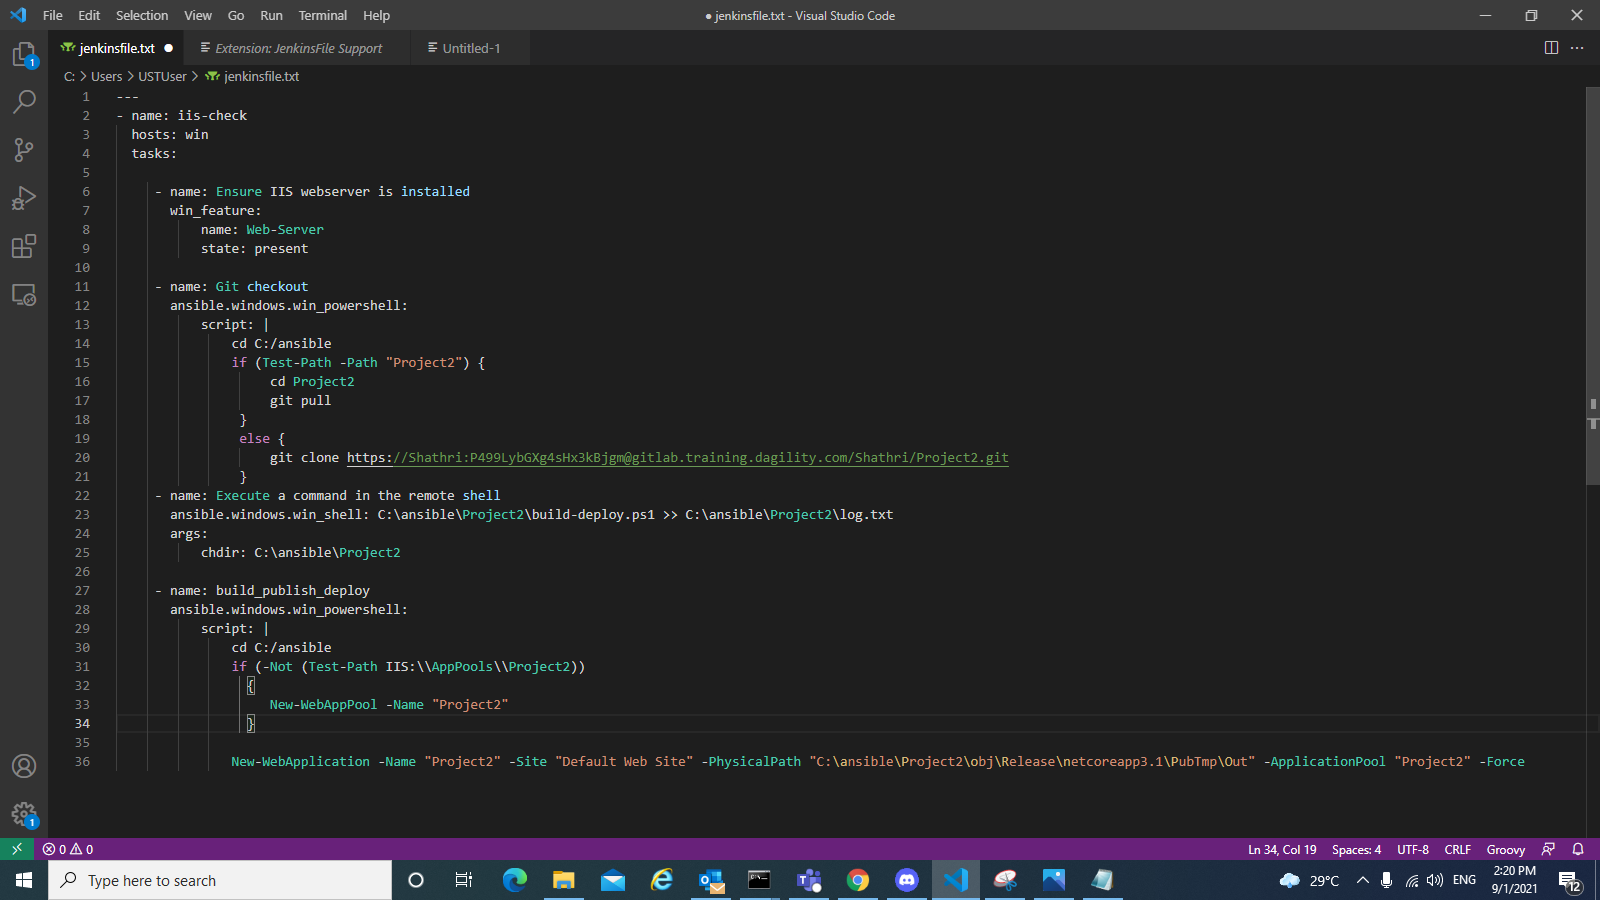 File Edit Selection View Go Run Terminal Help
● jenkinsfile.txt - Visual Studio Code
jenkinsfile.txt ●
Extension: JenkinsFile Support
Untitled-1
C: > Users > USTUser > jenkinsfile.txt
1 ---
2 - name: iis-check
3 hosts: win
4 tasks:
5
6 - name: Ensure IIS webserver is installed
7 win_feature:
8 name: Web-Server
9 state: present
10
11 - name: Git checkout
12 ansible.windows.win_powershell:
13 script: |
14 cd C:/ansible
15 if (Test-Path -Path "Project2") {
16 cd Project2
17 git pull
18 }
19 else {
20 git clone https://Shathri:P499LybGXg4sHx3kBjgm@gitlab.training.dagility.com/Shathri/Project2.git
21 }
22 - name: Execute a command in the remote shell
23 ansible.windows.win_shell: C:\ansible\Project2\build-deploy.ps1 >> C:\ansible\Project2\log.txt
24 args:
25 chdir: C:\ansible\Project2
26
27 - name: build_publish_deploy
28 ansible.windows.win_powershell:
29 script: |
30 cd C:/ansible
31 if (-Not (Test-Path IIS:\\AppPools\\Project2))
32 {
33 New-WebAppPool -Name "Project2"
34 }
35
36 New-WebApplication -Name "Project2" -Site "Default Web Site" -PhysicalPath "C:\ansible\Project2\obj\Release\netcoreapp3.1\PubTmp\Out" -ApplicationPool "Project2" -Force
1
1
0 0
Ln 34, Col 19 Spaces: 4 UTF-8 CRLF Groovy
Type here to search
29°C
ENG
2:20 PM
9/1/2021
12